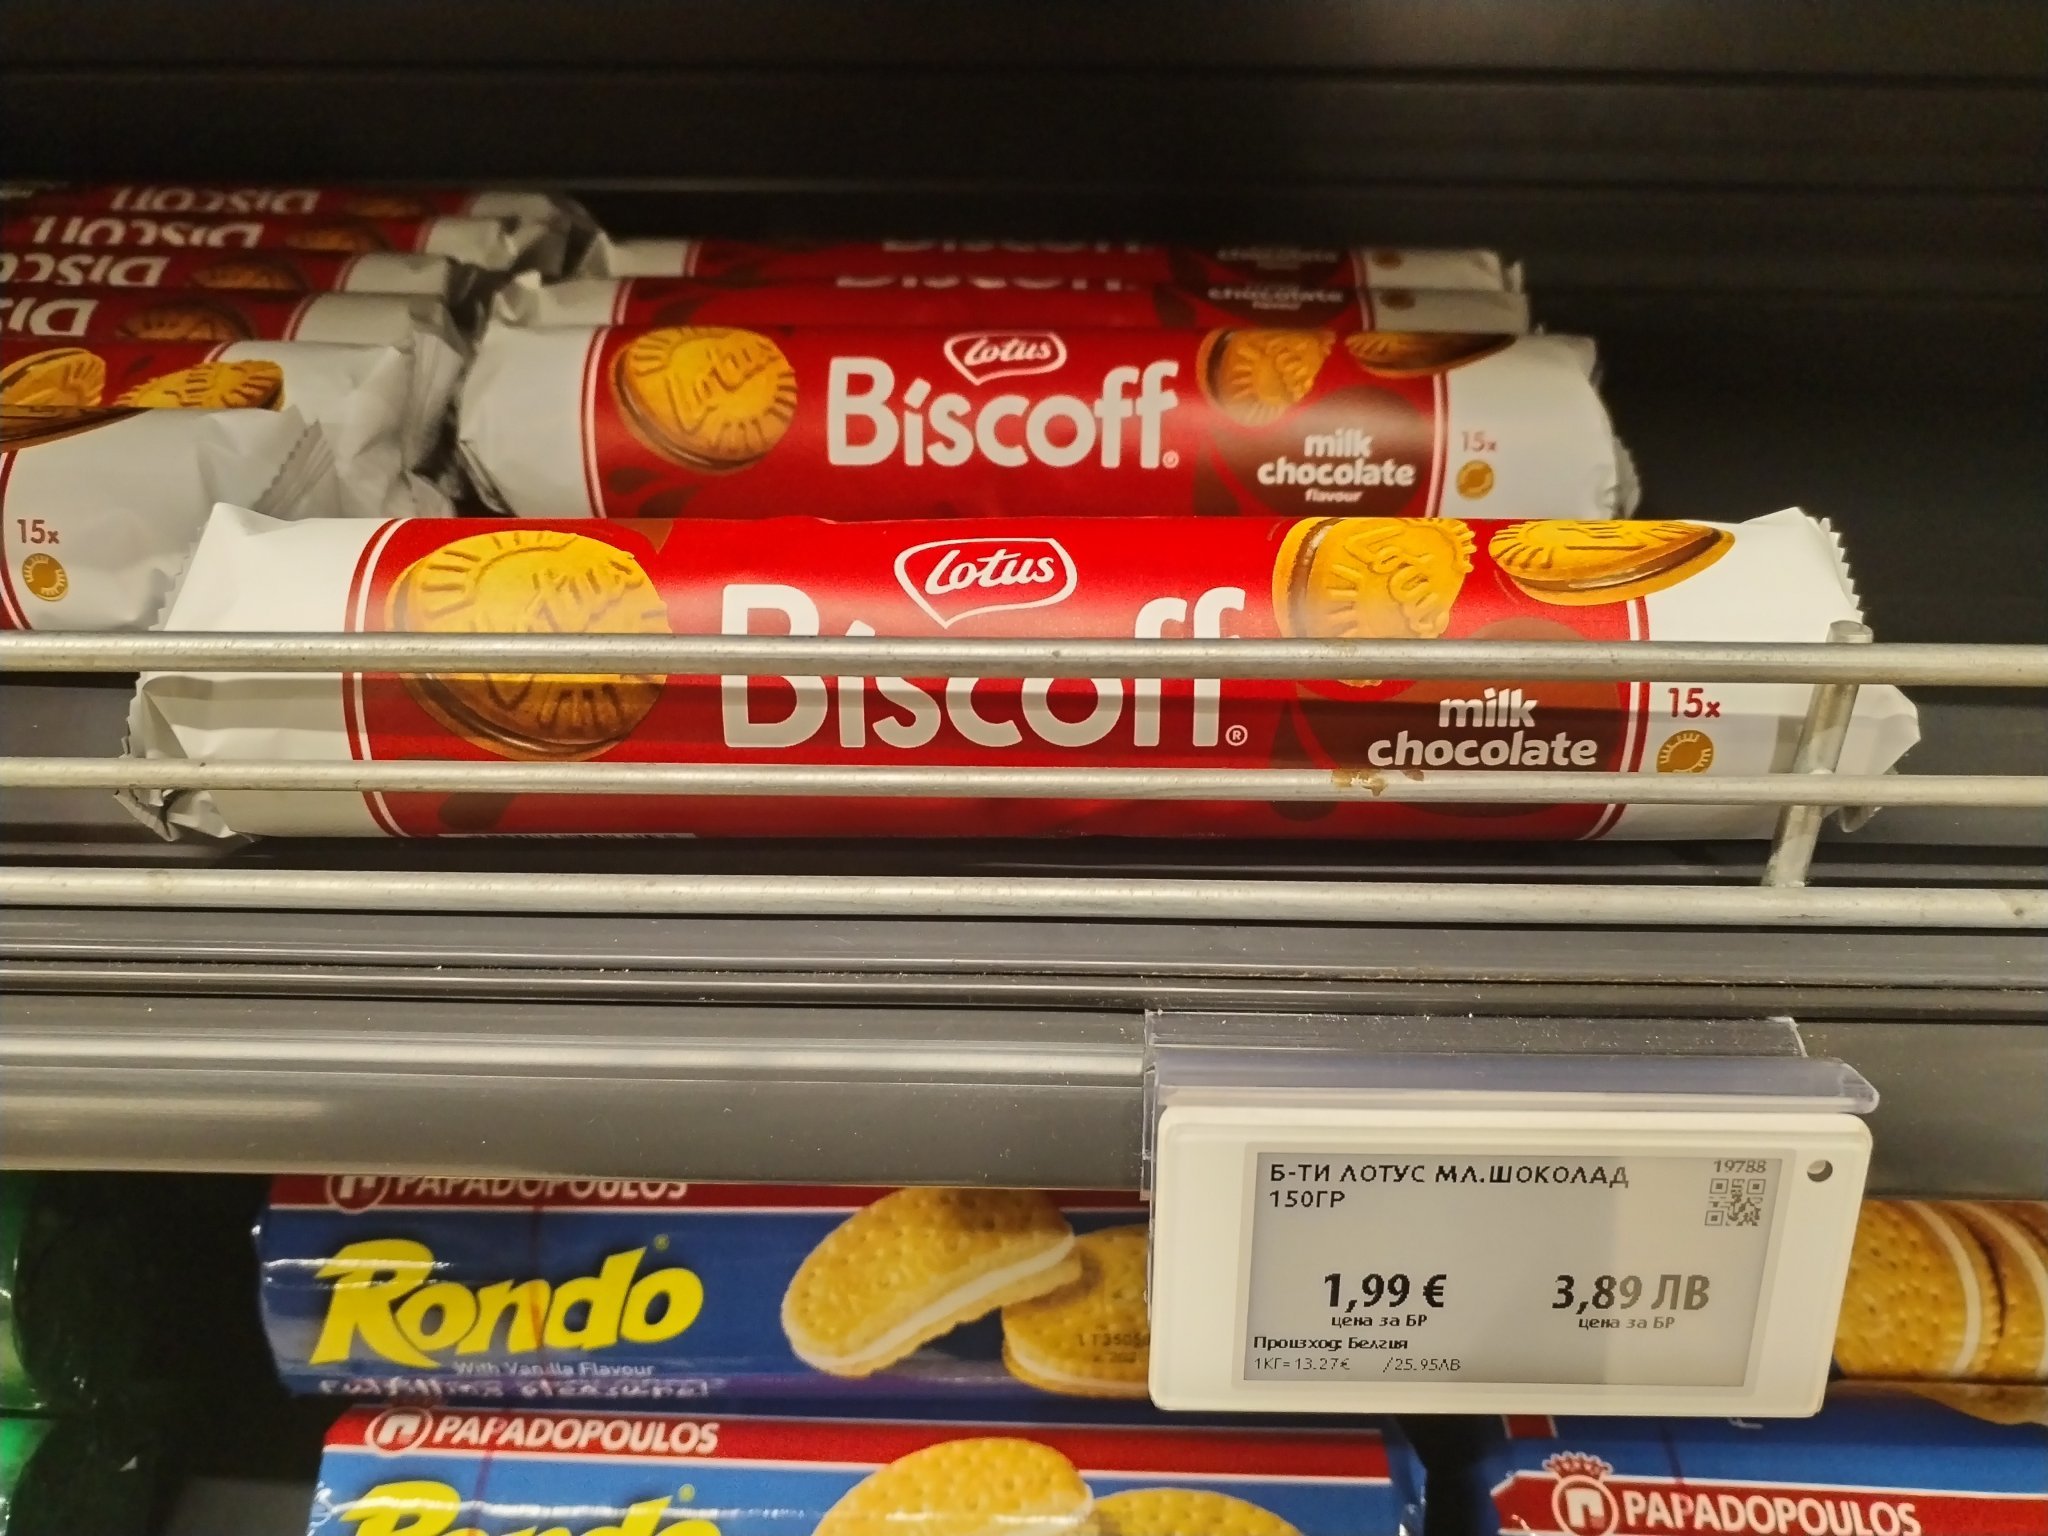 Lotus
Biscoff
milk
chocolate
flavour
15x
15x
Lotus
Biscoff®
milk
chocolate
15x
Б-ТИ ЛОТУС МЛ.ШОКОЛАД
150ГР
19788
1,99 € 3,89 ЛВ
цена за БР цена за БР
Произход: Белгия
1КГ=13.27€ /25.95ЛВ
PAPADOPOULOS
Rondo®
With Vanilla Flavour
PAPADOPOULOS
Rondo
PAPADOPOULOS